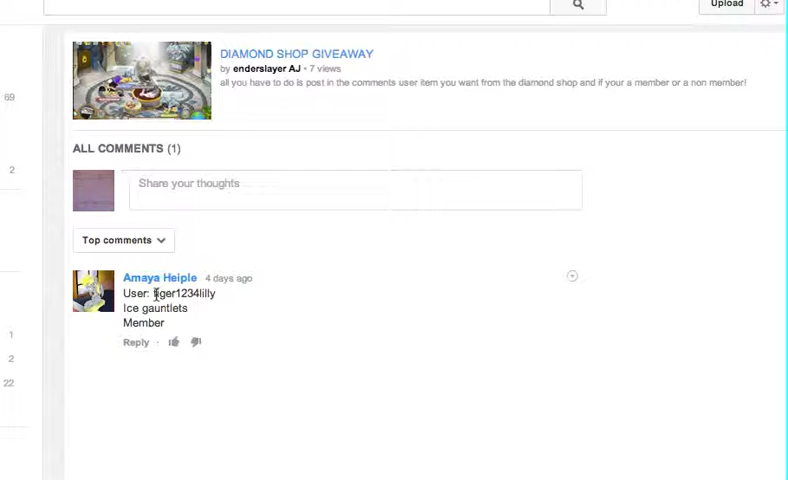 Upload
DIAMOND SHOP GIVEAWAY
by enderslayer AJ • 7 views
all you have to do is post in the comments user item you want from the diamond shop and if your a member or a non member!
69
ALL COMMENTS (1)
2
Share your thoughts
Top comments
Amaya Heiple 4 days ago
User: tiger1234lilly
Ice gauntlets
Member
1
Reply ·
2
22